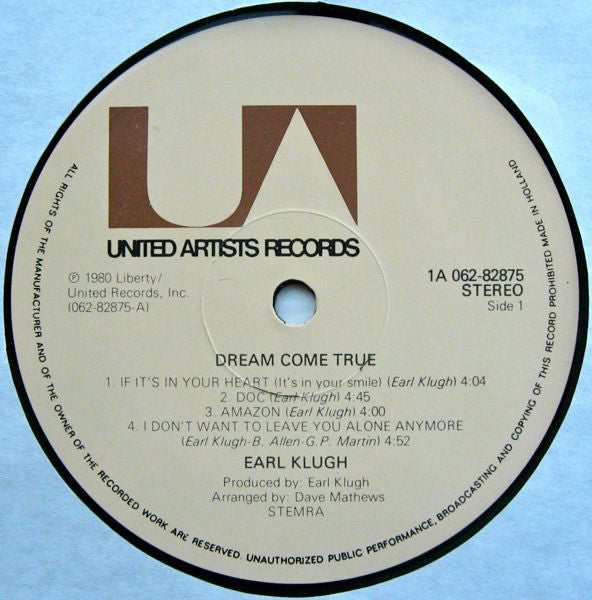 UA
UNITED ARTISTS RECORDS
℗ 1980 Liberty/
United Records, Inc.
(062-82875-A)
1A 062-82875
STEREO
Side 1
DREAM COME TRUE
1. IF IT'S IN YOUR HEART (It's in your smile) (Earl Klugh) 4:04
2. DOC (Earl Klugh) 4:45
3. AMAZON (Earl Klugh) 4:00
4. I DON'T WANT TO LEAVE YOU ALONE ANYMORE
(Earl Klugh-B. Allen-G.P. Martin) 4:52
EARL KLUGH
Produced by: Earl Klugh
Arranged by: Dave Mathews
STEMRA
ALL RIGHTS OF THE MANUFACTURER AND OF THE OWNER OF THE RECORDED WORK ARE RESERVED. UNAUTHORIZED PUBLIC PERFORMANCE, BROADCASTING AND COPYING OF THIS RECORD PROHIBITED MADE IN HOLLAND